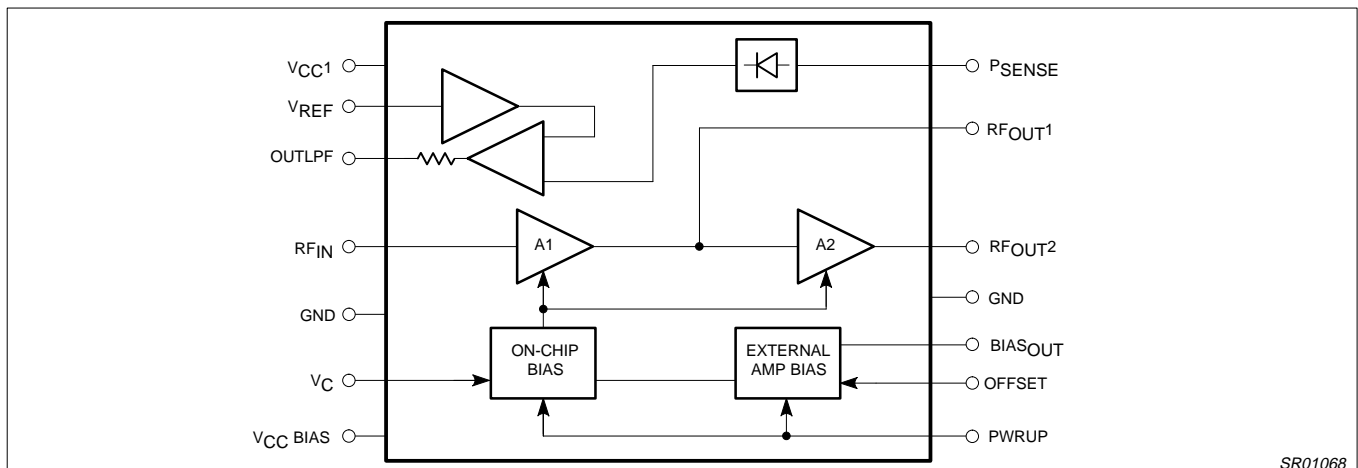 VCC1
VREF
OUTLPF
RFIN
GND
VC
VCC BIAS
A1
A2
ON-CHIP
BIAS
EXTERNAL
AMP BIAS
PSENSE
RFOUT1
RFOUT2
GND
BIASOUT
OFFSET
PWRUP
SR01068